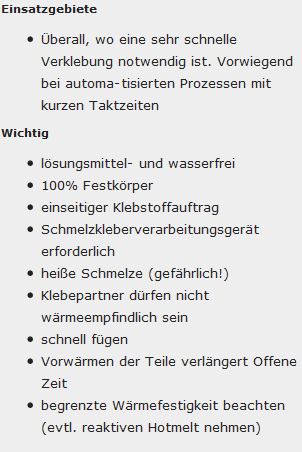 Einsatzgebiete
• Überall, wo eine sehr schnelle
Verklebung notwendig ist. Vorwiegend
bei automa-tisierten Prozessen mit
kurzen Taktzeiten
Wichtig
• lösungsmittel- und wasserfrei
• 100% Festkörper
• einseitiger Klebstoffauftrag
• Schmelzkleberverarbeitungsgerät
erforderlich
• heiße Schmelze (gefährlich!)
• Klebepartner dürfen nicht
wärmeempfindlich sein
• schnell fügen
• Vorwärmen der Teile verlängert Offene
Zeit
• begrenzte Wärmefestigkeit beachten
(evtl. reaktiven Hotmelt nehmen)